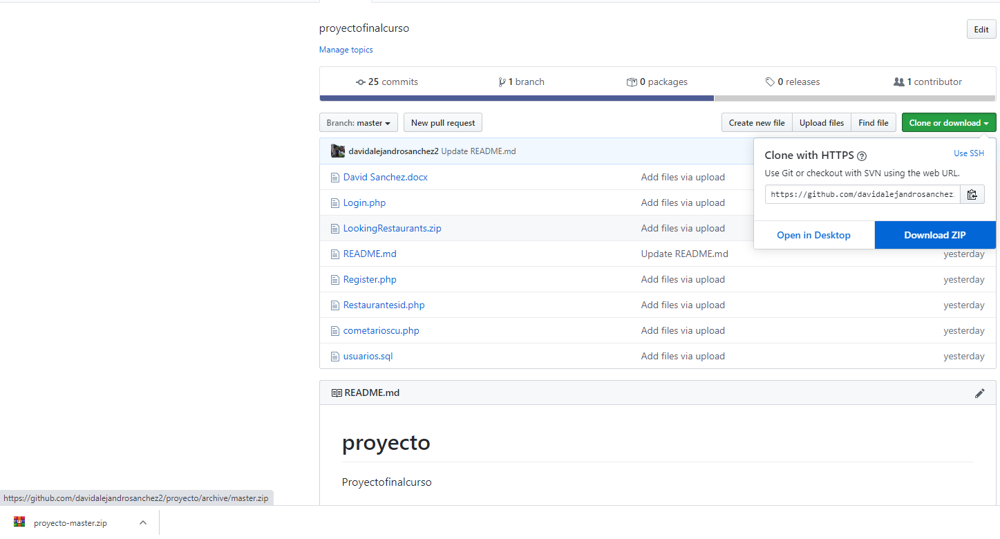 proyectofinalcurso
Edit
Manage topics
25 commits
1 branch
0 packages
0 releases
1 contributor
Branch: master
New pull request
Create new file
Upload files
Find file
Clone or download
davidalejandrosanchez2 Update README.md
Clone with HTTPS
Use SSH
Use Git or checkout with SVN using the web URL.
https://github.com/davidalejandrosanchez
Open in Desktop
Download ZIP
David Sanchez.docx Add files via upload
Login.php Add files via upload
LookingRestaurants.zip Add files via upload
README.md Update README.md yesterday
Register.php Add files via upload yesterday
Restaurantesid.php Add files via upload yesterday
cometarioscu.php Add files via upload yesterday
usuarios.sql Add files via upload yesterday
README.md
proyecto
Proyectofinalcurso
https://github.com/davidalejandrosanchez2/proyecto/archive/master.zip
proyecto-master.zip